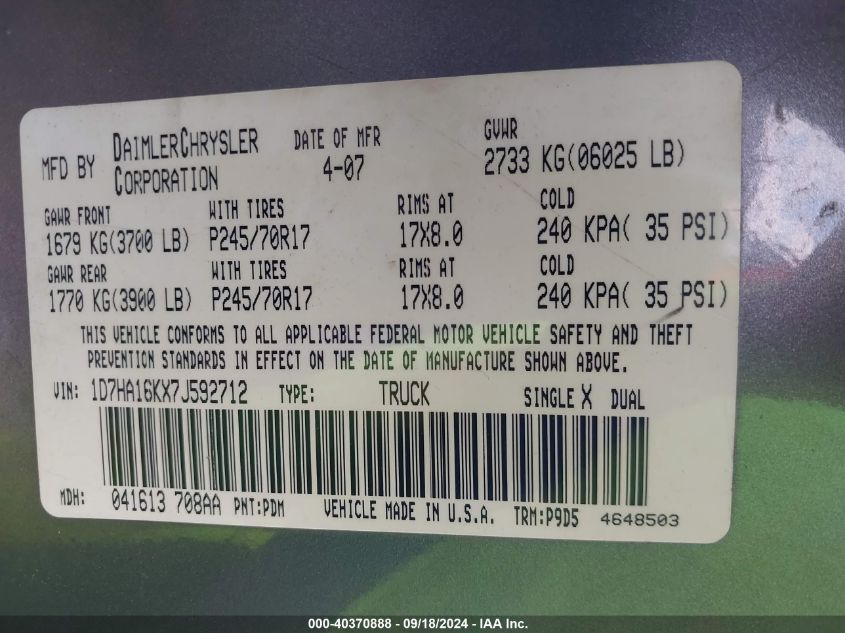 MFD BY DAIMLERCHRYSLER CORPORATION DATE OF MFR 4-07 GVWR 2733 KG(06025 LB)
GAWR FRONT WITH TIRES RIMS AT COLD
1679 KG(3700 LB) P245/70R17 17X8.0 240 KPA( 35 PSI)
GAWR REAR WITH TIRES RIMS AT COLD
1770 KG(3900 LB) P245/70R17 17X8.0 240 KPA( 35 PSI)
THIS VEHICLE CONFORMS TO ALL APPLICABLE FEDERAL MOTOR VEHICLE SAFETY AND THEFT
PREVENTION STANDARDS IN EFFECT ON THE DATE OF MANUFACTURE SHOWN ABOVE.
VIN: 1D7HA16KX7J592712 TYPE: TRUCK SINGLE X DUAL
MDH: 041613 708AA PNT:PDM VEHICLE MADE IN U.S.A. TRM:P9D5 4648503
000-40370888 - 09/18/2024 - IAA Inc.